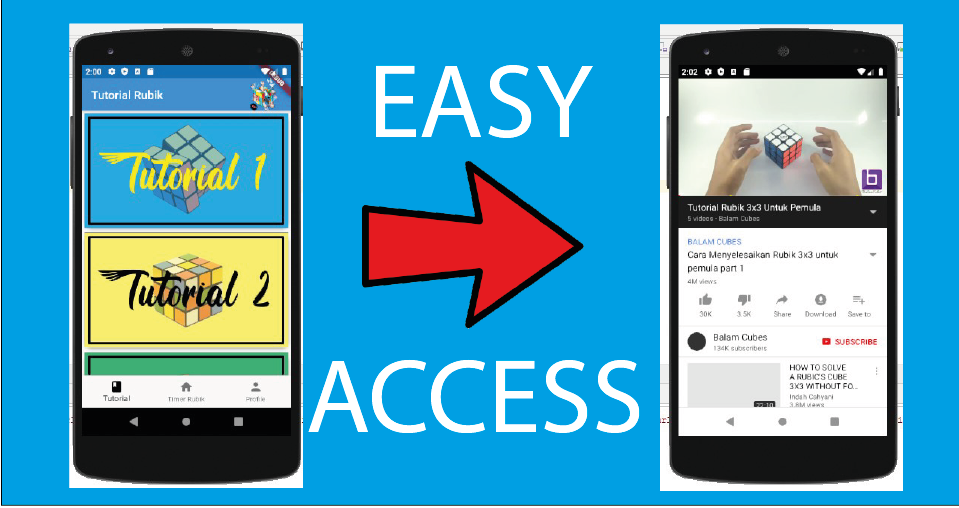 2:00
DEBUG
Tutorial Rubik
Tutorial 1
Tutorial 2
Tutorial
Timer Rubik
Profile
EASY
ACCESS
2:02
Tutorial Rubik 3x3 Untuk Pemula
5 videos · Balam Cubes
BALAM CUBES
Cara Menyelesaikan Rubik 3x3 untuk
pemula part 1
4M views
30K
3.5K
Share
Download
Save to
Balam Cubes
134K subscribers
SUBSCRIBE
HOW TO SOLVE
A RUBIC'S CUBE
3X3 WITHOUT FO...
Indah Cahyani
3.8M views
22:10